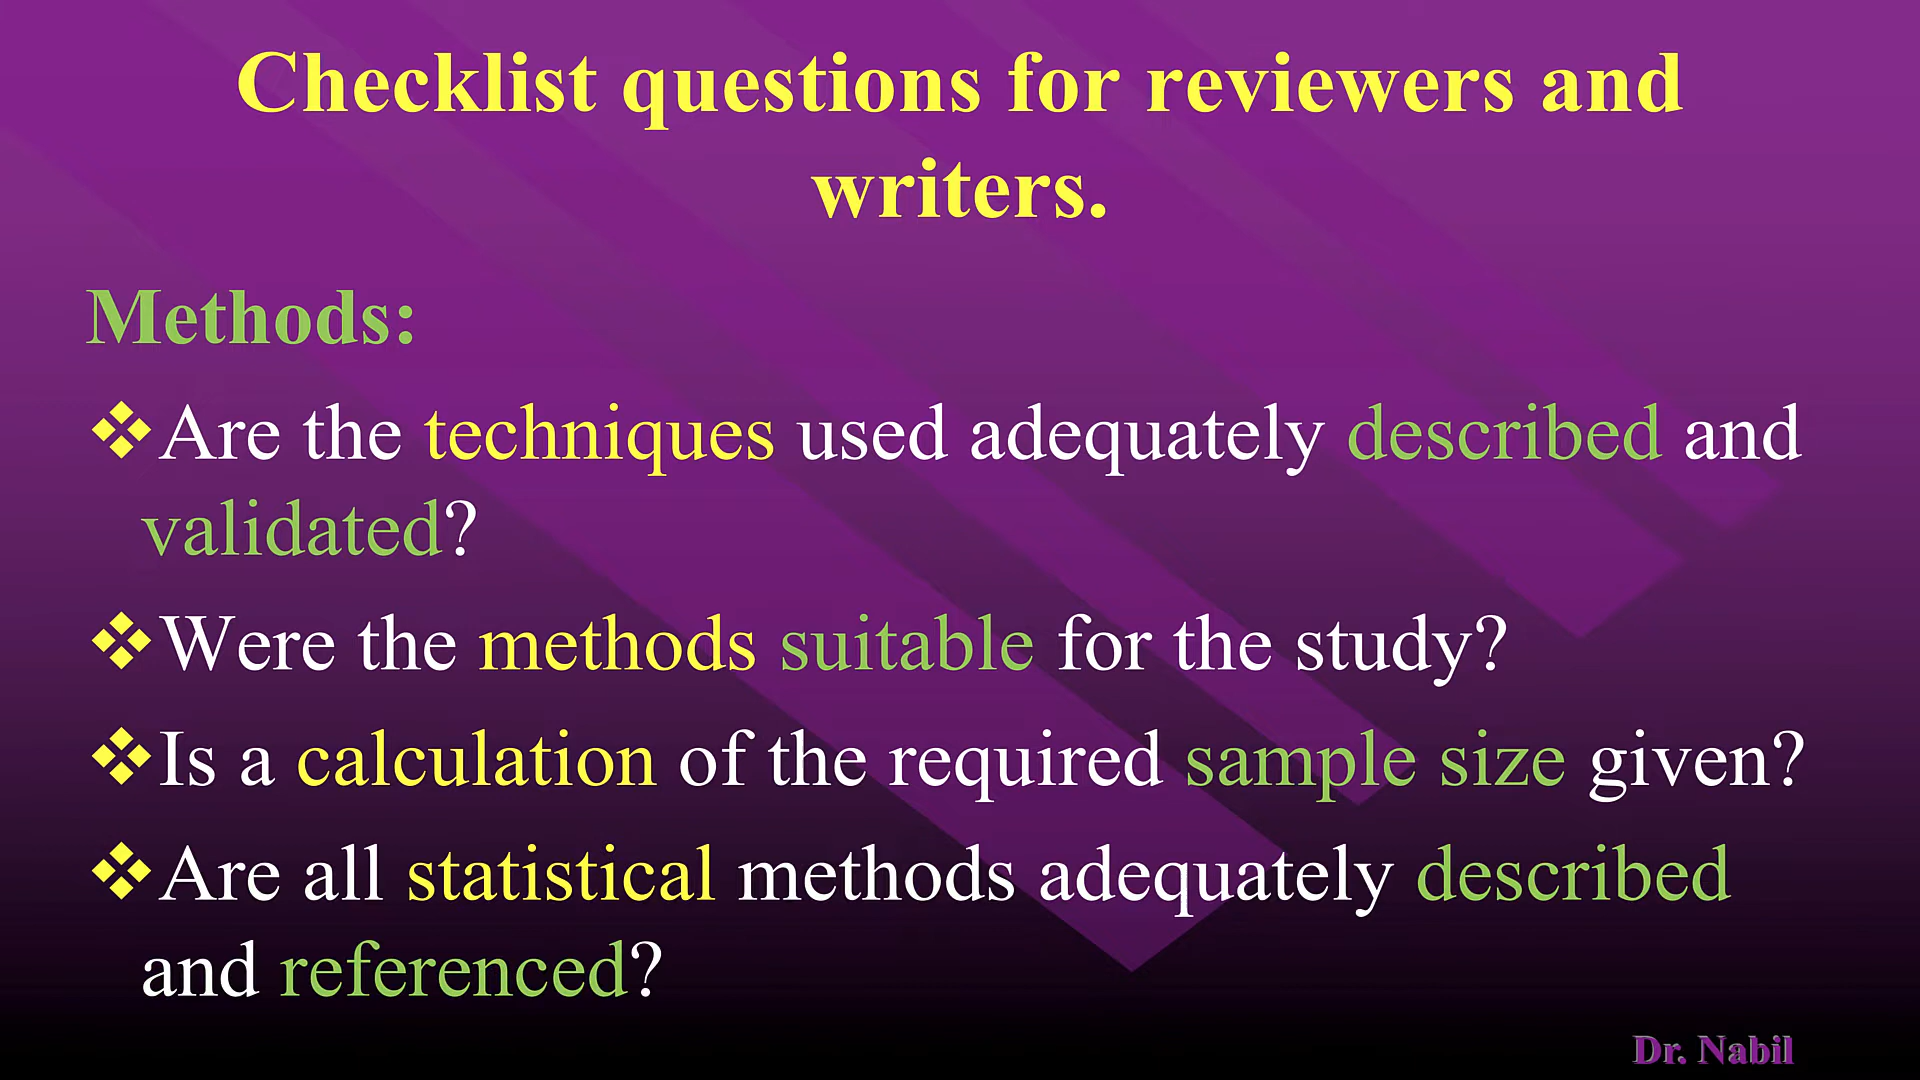 Checklist questions for reviewers and
writers.
Methods:
❖Are the techniques used adequately described and
validated?
❖Were the methods suitable for the study?
❖Is a calculation of the required sample size given?
❖Are all statistical methods adequately described
and referenced?
Dr. Nabil